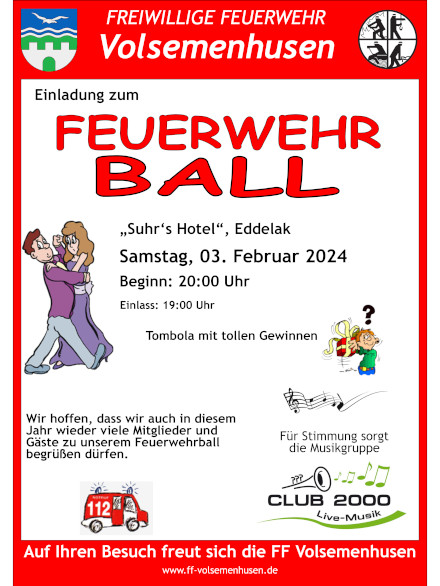 FREIWILLIGE FEUERWEHR
Volsemenhusen
Einladung zum
FEUERWEHR
BALL
„Suhr's Hotel“, Eddelak
Samstag, 03. Februar 2024
Beginn: 20:00 Uhr
Einlass: 19:00 Uhr
?
Tombola mit tollen Gewinnen
Wir hoffen, dass wir auch in diesem
Jahr wieder viele Mitglieder und
Gäste zu unserem Feuerwehrball
begrüßen dürfen.
Für Stimmung sorgt
die Musikgruppe
???
CLUB 2000
Live-Musik
112
Auf Ihren Besuch freut sich die FF Volsemenhusen
www.ff-volsemenhusen.de